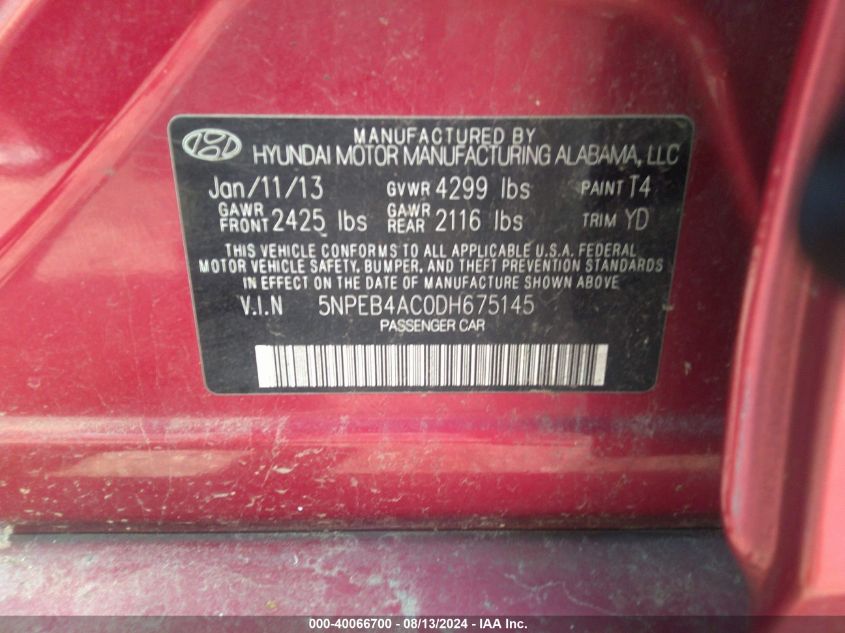 MANUFACTURED BY
HYUNDAI MOTOR MANUFACTURING ALABAMA, LLC
Jan/11/13 GVWR 4299 lbs PAINT T4
GAWR FRONT 2425 lbs GAWR REAR 2116 lbs TRIM YD
THIS VEHICLE CONFORMS TO ALL APPLICABLE U.S.A. FEDERAL
MOTOR VEHICLE SAFETY, BUMPER, AND THEFT PREVENTION STANDARDS
IN EFFECT ON THE DATE OF MANUFACTURE SHOWN ABOVE
V.I.N 5NPEB4AC0DH675145
PASSENGER CAR
000-40066700 - 08/13/2024 - IAA Inc.